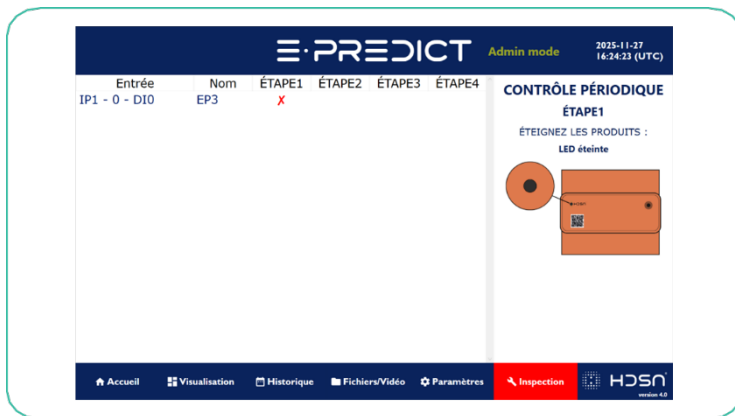 E·PREDICT
Admin mode
2025-11-27
16:24:23 (UTC)
Entrée Nom ÉTAPE1 ÉTAPE2 ÉTAPE3 ÉTAPE4
IP1 - 0 - DI0 EP3 ✗
CONTRÔLE PÉRIODIQUE
ÉTAPE1
ÉTEIGNEZ LES PRODUITS :
LED éteinte
Accueil Visualisation Historique Fichiers/Vidéo Paramètres Inspection HDSN
version 4.0